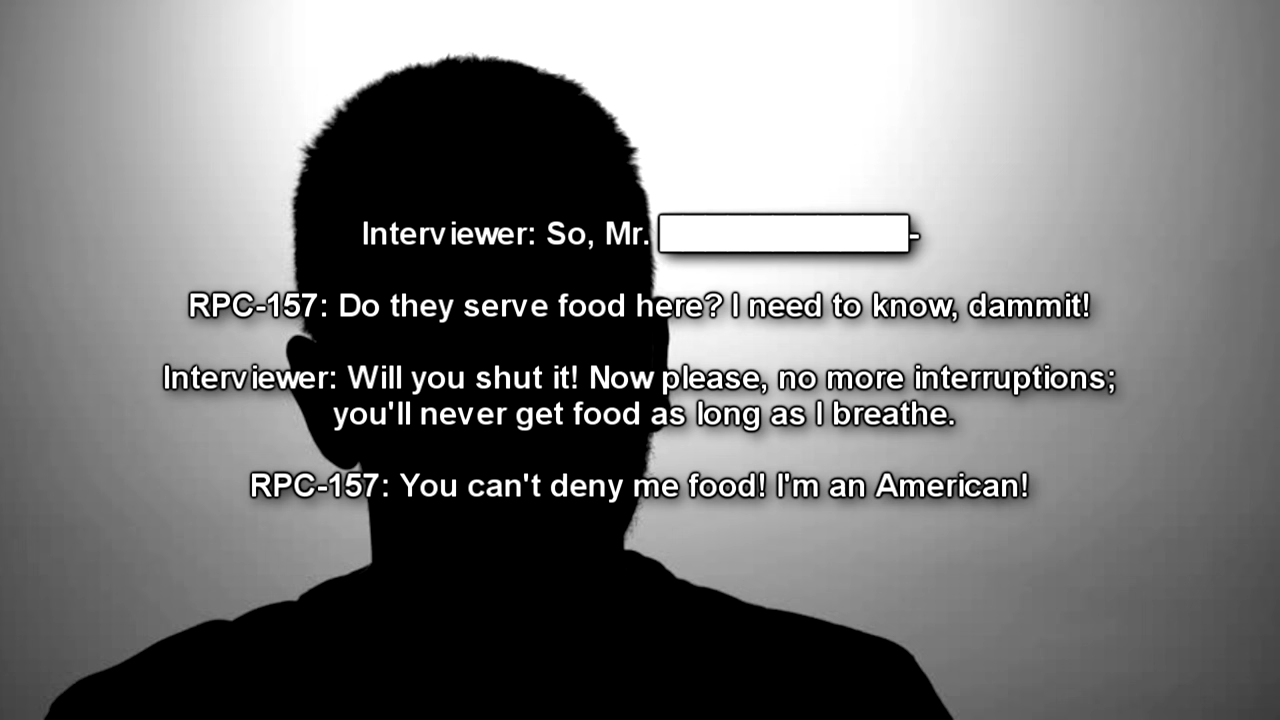 Interviewer: So, Mr. -
RPC-157: Do they serve food here? I need to know, dammit!
Interviewer: Will you shut it! Now please, no more interruptions;
you'll never get food as long as I breathe.
RPC-157: You can't deny me food! I'm an American!